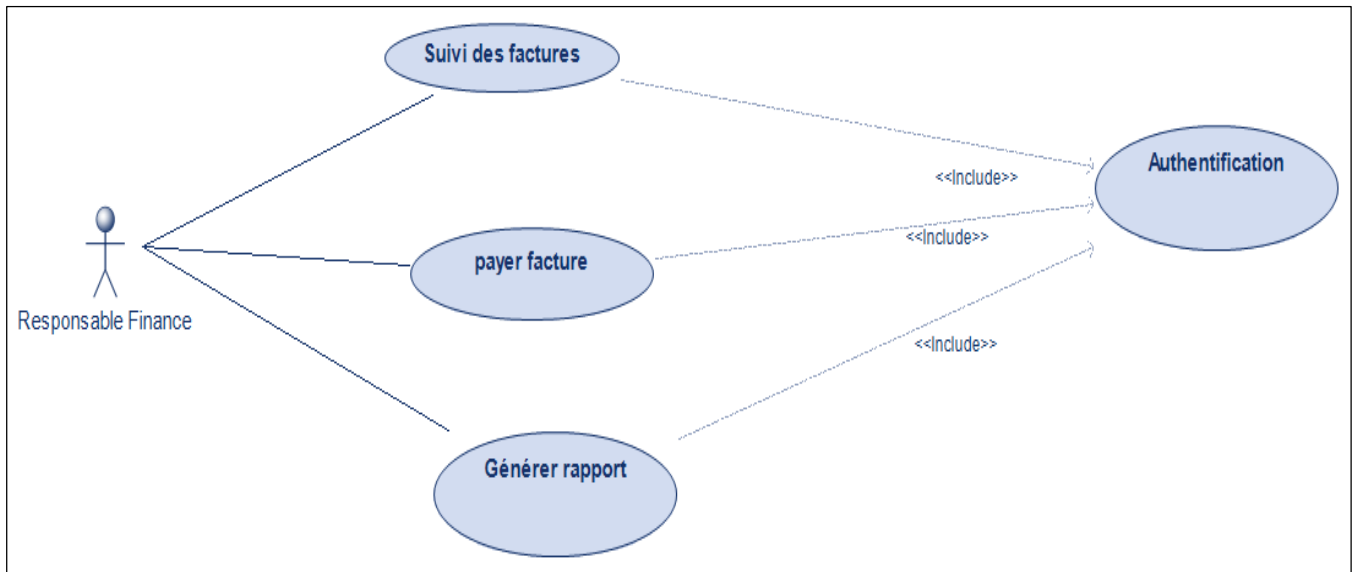 Suivi des factures
Authentification
<<Include>>
<<Include>>
payer facture
Responsable Finance
<<Include>>
Générer rapport